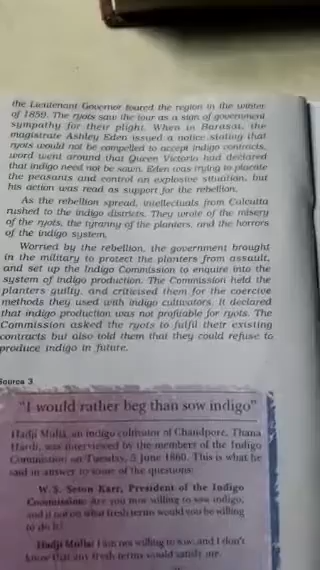 the Lieutenant Governor toured the region in the winter
of 1859. The ryots saw the tour as a sign of government
sympathy for their plight. When in Barasat, the
magistrate Ashley Eden issued a notice stating that
ryots would not be compelled to accept indigo contracts,
word went around that Queen Victoria had declared
that indigo need not be sown. Eden was trying to placate
the peasants and control an explosive situation, but
his action was read as support for the rebellion.
As the rebellion spread, intellectuals from Calcutta
rushed to the indigo districts. They wrote of the misery
of the ryots, the tyranny of the planters, and the horrors
of the indigo system.
Worried by the rebellion, the government brought
in the military to protect the planters from assault,
and set up the Indigo Commission to enquire into the
system of indigo production. The Commission held the
planters guilty, and criticised them for the coercive
methods they used with indigo cultivators. It declared
that indigo production was not profitable for ryots. The
Commission asked the ryots to fulfil their existing
contracts but also told them that they could refuse to
produce indigo in future.
Source 3
"I would rather beg than sow indigo"
Hadji Mulla, an indigo cultivator of Chandpore, Thana
Hardi, was interviewed by the members of the Indigo
Commission on Tuesday, 5 June 1860. This is what he
said in answer to some of the questions:
W. S. Seton Karr, President of the Indigo
Commission: Are you now willing to sow indigo,
and if not on what fresh terms would you be willing
to do it?
Hadji Mulla: I am not willing to sow, and I don't
know that any fresh terms would satisfy me.